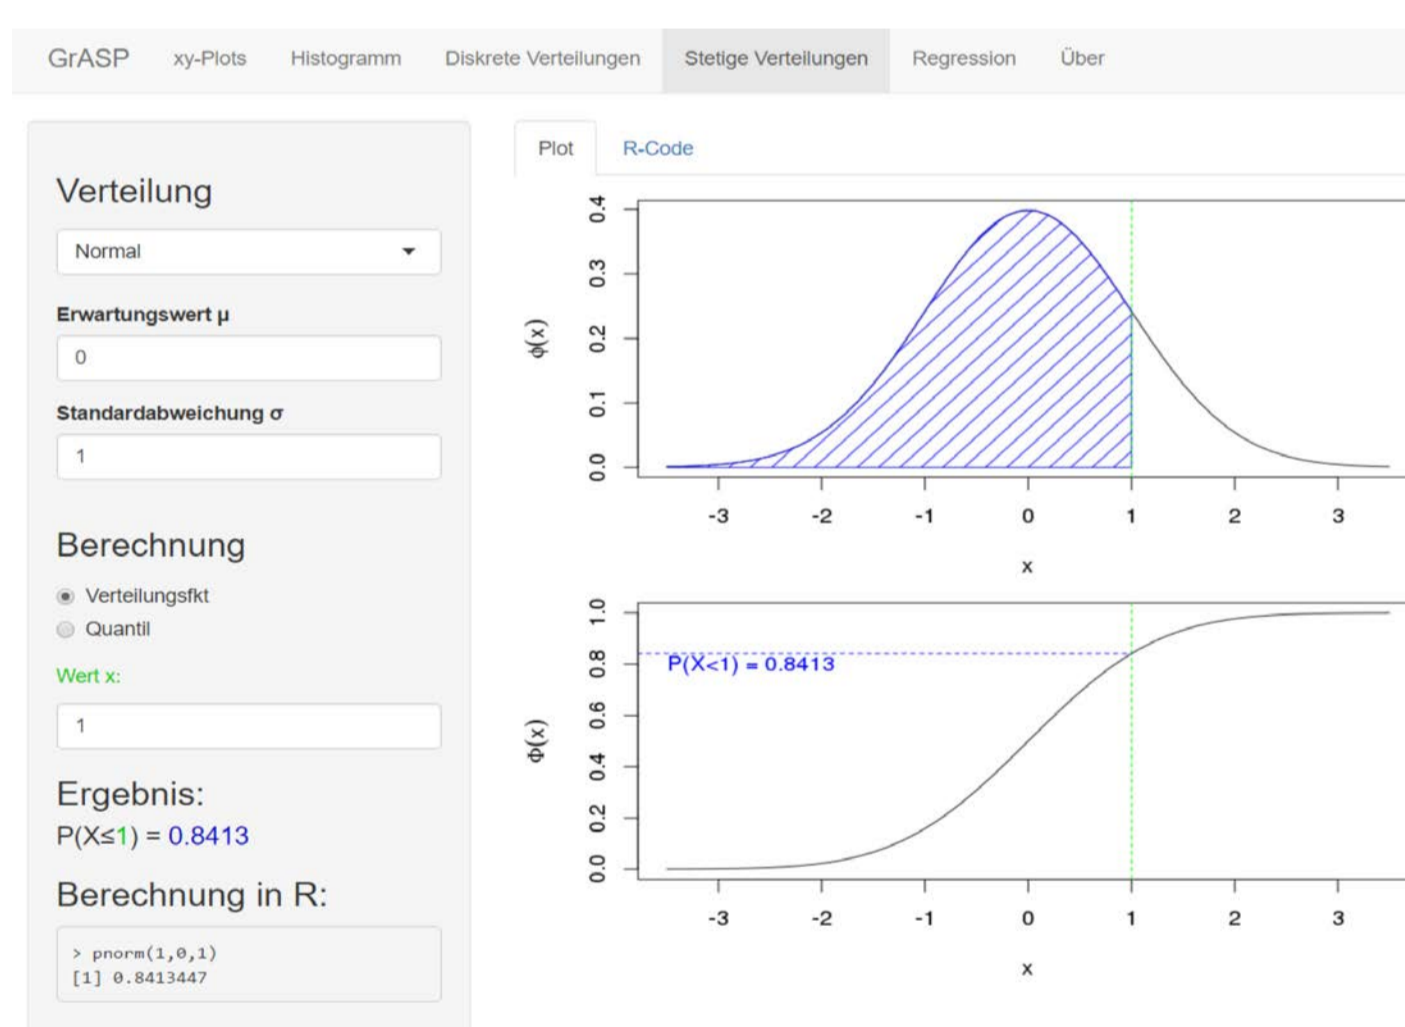 GrASP xy-Plots Histogramm Diskrete Verteilungen Stetige Verteilungen Regression Über
Verteilung
Normal
Erwartungswert μ
0
Standardabweichung σ
1
Berechnung
Verteilungsfkt
Quantil
Wert x:
1
Ergebnis:
P(X≤1) = 0.8413
Berechnung in R:
> pnorm(1,0,1)
[1] 0.8413447
Plot R-Code
0.4
0.3
0.2
0.1
0.0
ϕ(x)
-3 -2 -1 0 1 2 3
x
1.0
0.8
0.6
0.4
0.2
0.0
Φ(x)
P(X<1) = 0.8413
-3 -2 -1 0 1 2 3
x